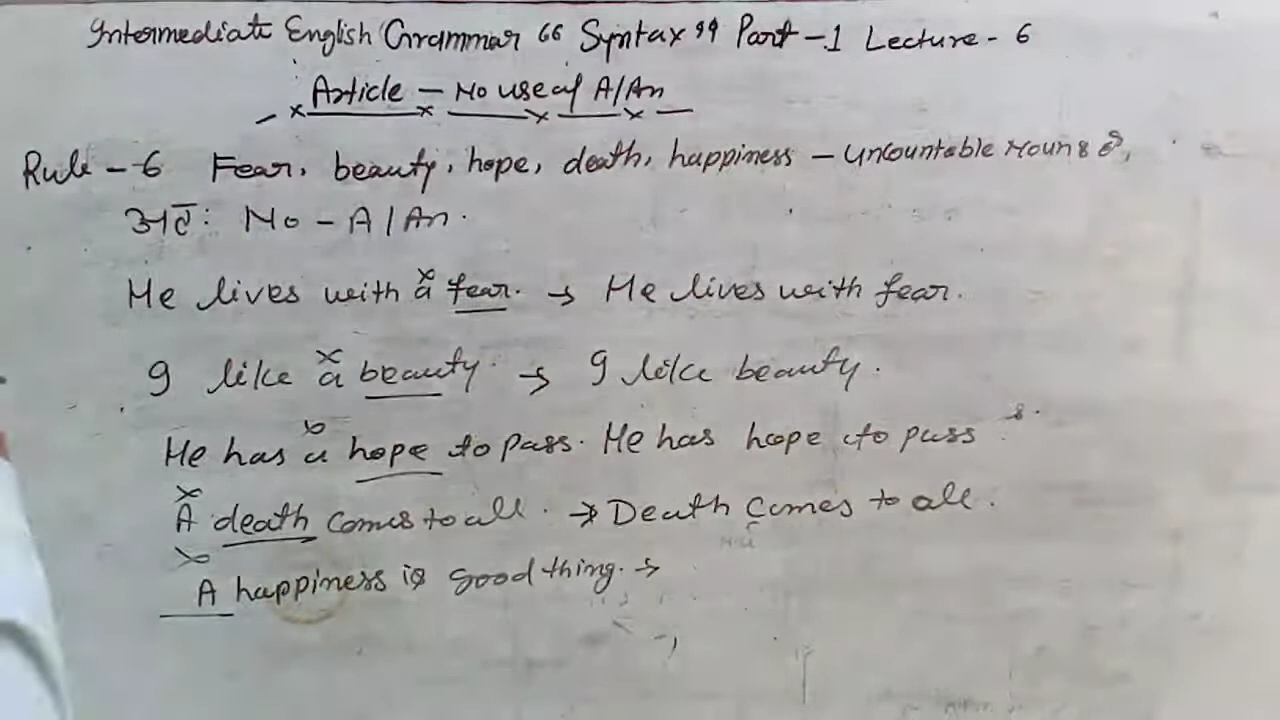 Intermediate English Grammar "Syntax" Part-1 Lecture-6
Article - No use of A/An
Rule-6 Fear, beauty, hope, death, happiness - Uncountable Nouns है,
अतः No-A/An.
He lives with a fear. → He lives with fear.
I like a beauty. → I like beauty.
He has a hope to pass. He has hope to pass
A death comes to all. → Death comes to all.
A happiness is good thing. →